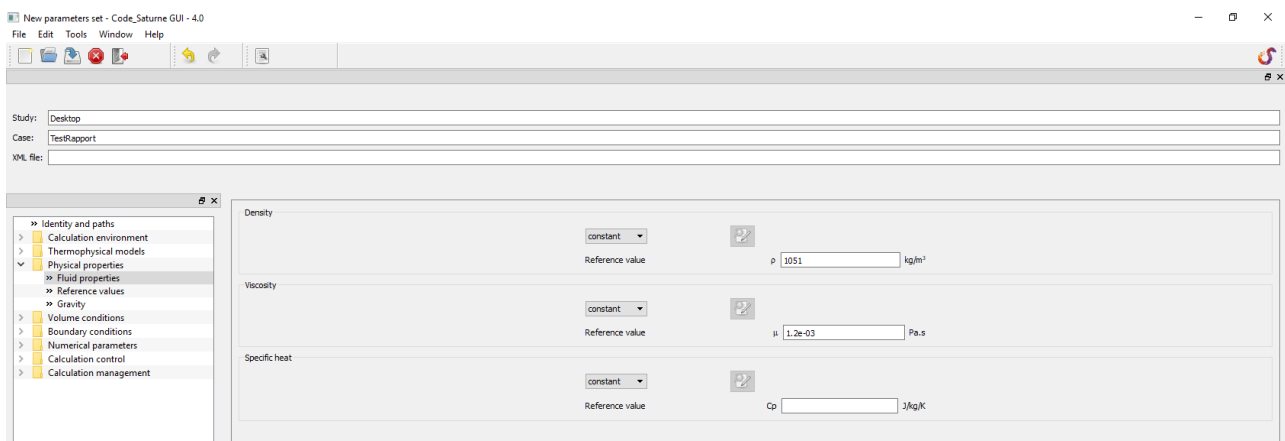 New parameters set - Code_Saturne GUI - 4.0
File Edit Tools Window Help
Study: Desktop
Case: TestRapport
XML file:
» Identity and paths
Calculation environment
Thermophysical models
Physical properties
» Fluid properties
» Reference values
» Gravity
Volume conditions
Boundary conditions
Numerical parameters
Calculation control
Calculation management
Density
constant
Reference value ρ 1051 kg/m³
Viscosity
constant
Reference value μ 1.2e-03 Pa.s
Specific heat
constant
Reference value Cp J/kg/K